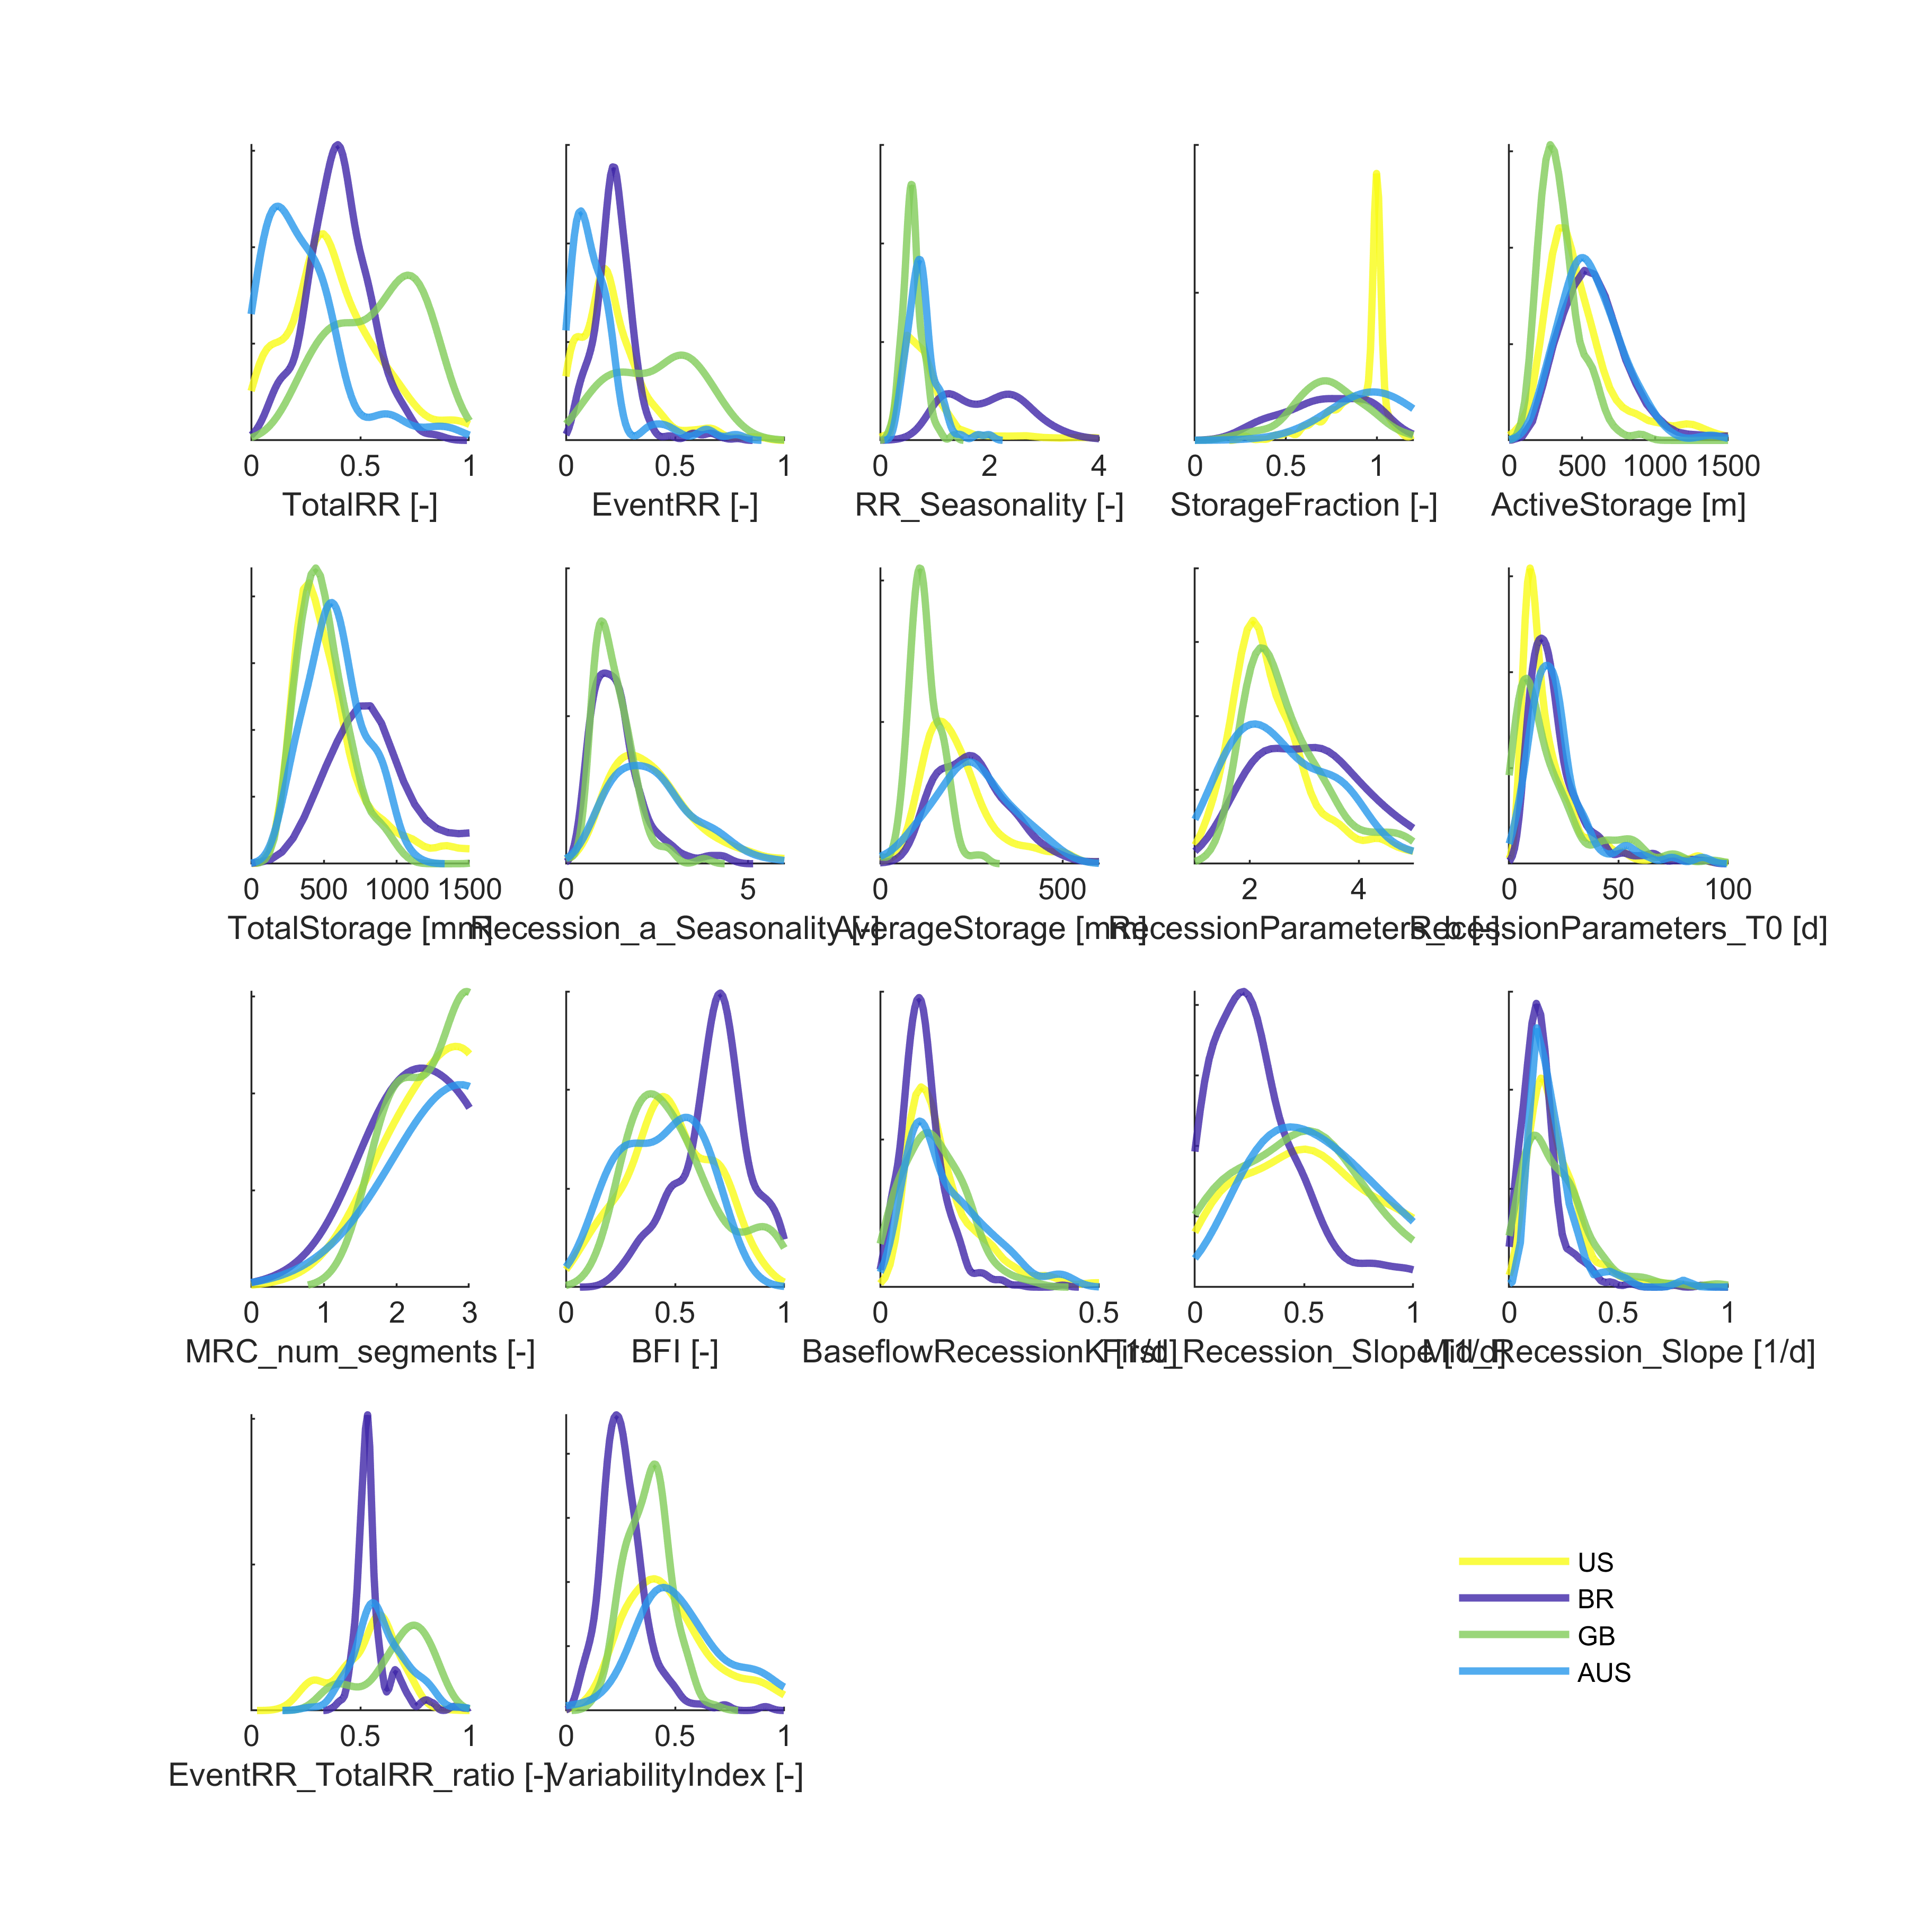 0 0.5 1
TotalRR [-]
0 0.5 1
EventRR [-]
0 2 4
RR_Seasonality [-]
0 0.5 1
StorageFraction [-]
0 500 1000 1500
ActiveStorage [m]
0 500 1000 1500
TotalStorage [mm]
0 5
Recession_a_Seasonality [-]
0 500
AverageStorage [mm]
2 4
RecessionParameters_b [-]
0 50 100
RecessionParameters_T0 [d]
0 1 2 3
MRC_num_segments [-]
0 0.5 1
BFI [-]
0 0.5
BaseflowRecessionK [1/d]
0 0.5 1
First_Recession_Slope [1/d]
0 0.5 1
Mid_Recession_Slope [1/d]
0 0.5 1
EventRR_TotalRR_ratio [-]
0 0.5 1
VariabilityIndex [-]
US
BR
GB
AUS